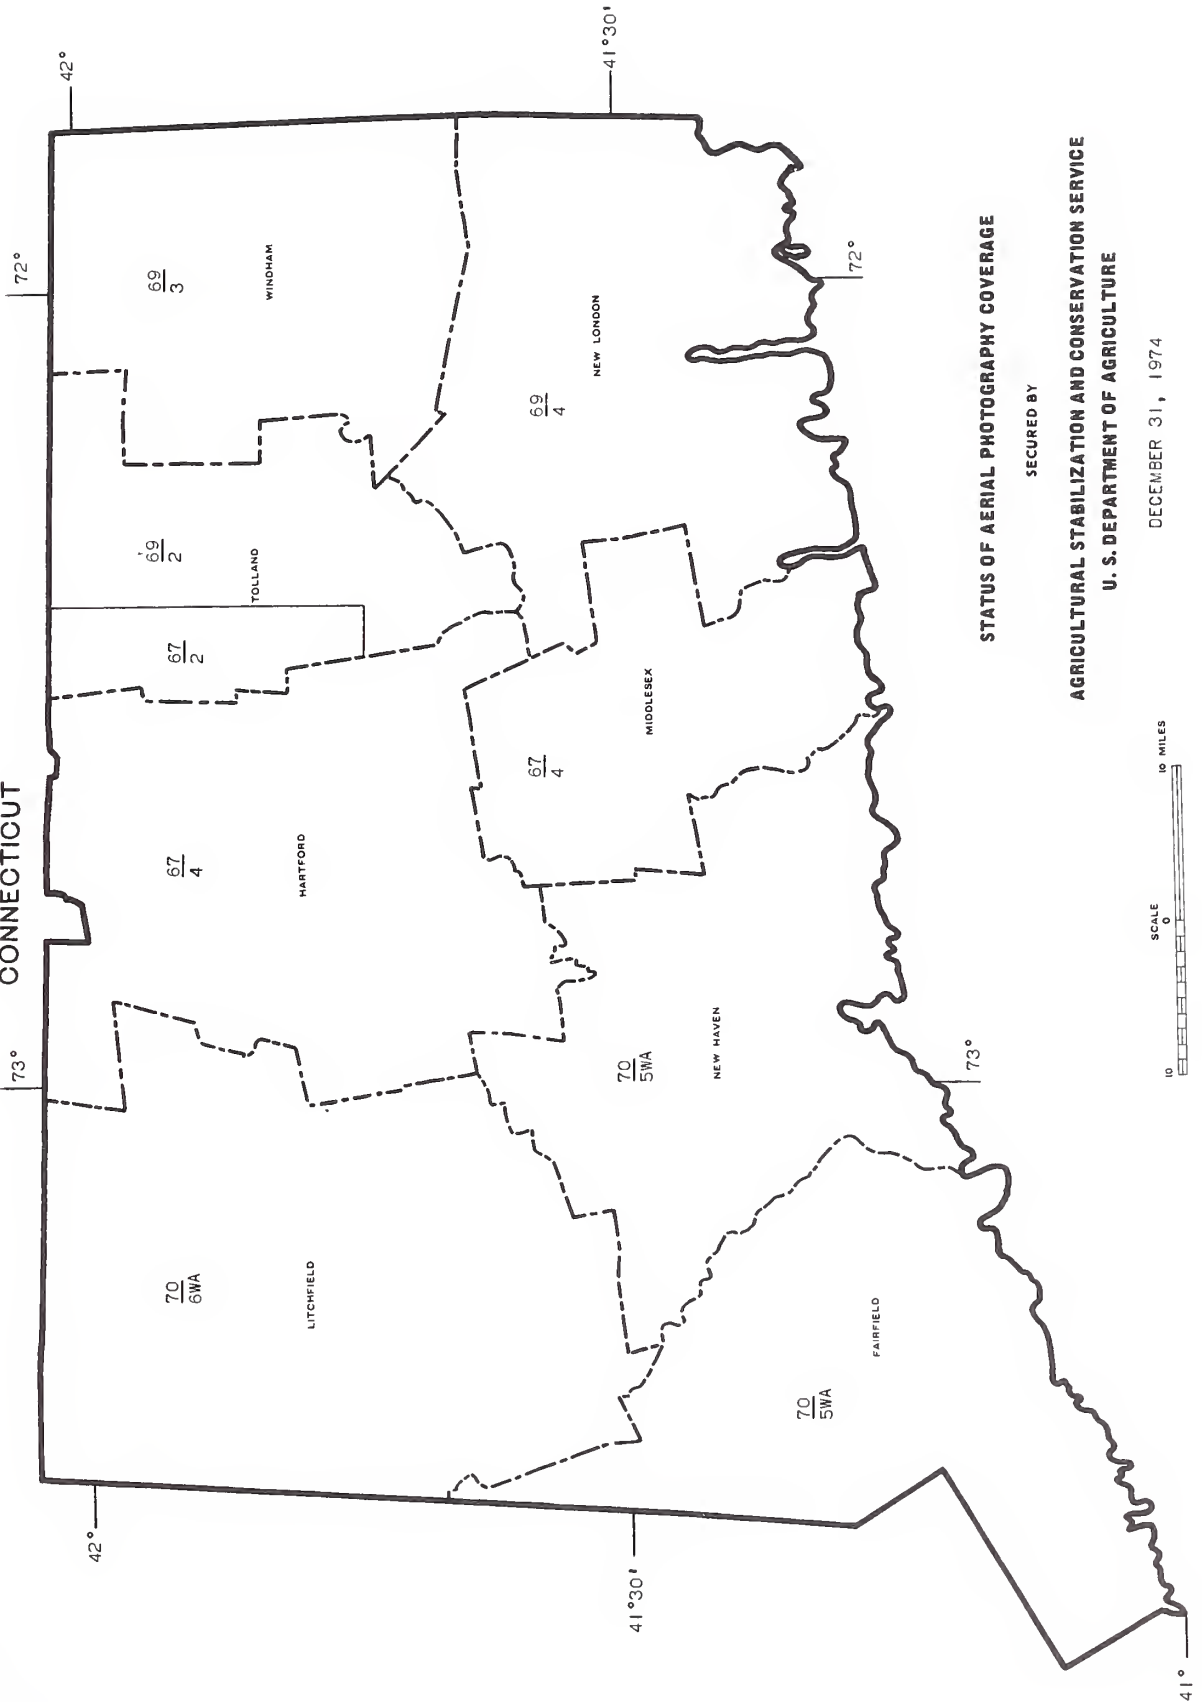 CONNECTICUT
73°
72°
42°
42°
70
6WA
LITCHFIELD
67
4
HARTFORD
67
2
69
2
TOLLAND
69
3
WINDHAM
41°30'
41°30'
70
5WA
NEW HAVEN
67
4
MIDDLESEX
69
4
NEW LONDON
70
5WA
FAIRFIELD
73°
72°
41°
STATUS OF AERIAL PHOTOGRAPHY COVERAGE
SECURED BY
AGRICULTURAL STABILIZATION AND CONSERVATION SERVICE
U. S. DEPARTMENT OF AGRICULTURE
DECEMBER 31, 1974
SCALE
10 0 10 MILES